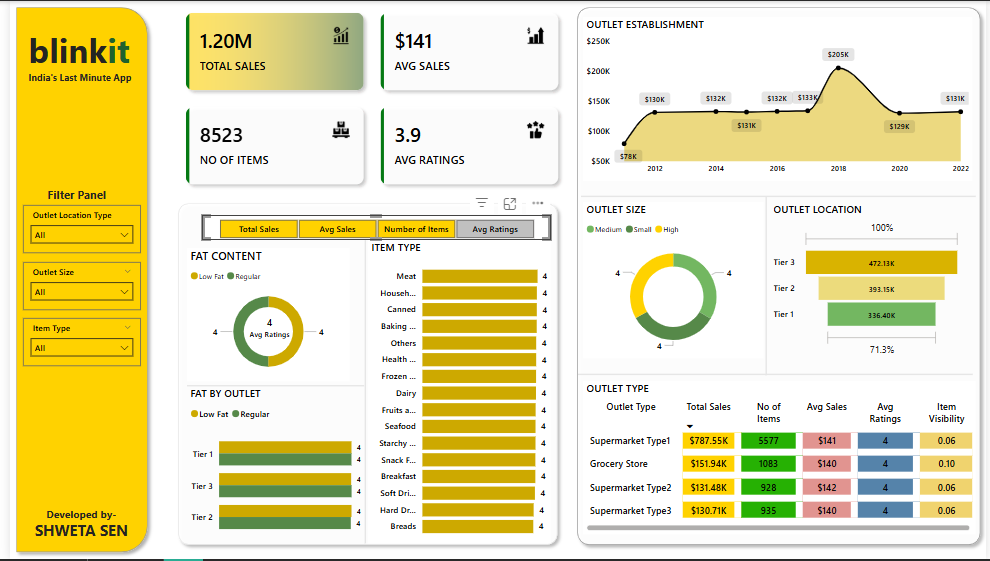 blinkit
India's Last Minute App
Filter Panel
Outlet Location Type
All
Outlet Size
All
Item Type
All
Developed by-
SHWETA SEN
1.20M
TOTAL SALES
$141
AVG SALES
8523
NO OF ITEMS
3.9
AVG RATINGS
Total Sales
Avg Sales
Number of Items
Avg Ratings
FAT CONTENT
Low Fat
Regular
4
4
Avg Ratings
4
FAT BY OUTLET
Low Fat
Regular
Tier 1
4
4
Tier 3
4
4
Tier 2
4
4
ITEM TYPE
Meat 4
Househ... 4
Canned 4
Baking ... 4
Others 4
Health ... 4
Frozen ... 4
Dairy 4
Fruits a... 4
Seafood 4
Starchy ... 4
Snack F... 4
Breakfast 4
Soft Dri... 4
Hard Dr... 4
Breads 4
OUTLET ESTABLISHMENT
$250K
$200K
$150K
$100K
$50K
$78K
$130K
$132K
$131K
$132K
$133K
$205K
$129K
$131K
2012 2014 2016 2018 2020 2022
OUTLET SIZE
Medium Small High
4
4
4
OUTLET LOCATION
100%
Tier 3 472.13K
Tier 2 393.15K
Tier 1 336.40K
71.3%
OUTLET TYPE
Outlet Type Total Sales No of Items Avg Sales Avg Ratings Item Visibility
Supermarket Type1 $787.55K 5577 $141 4 0.06
Grocery Store $151.94K 1083 $140 4 0.10
Supermarket Type2 $131.48K 928 $142 4 0.06
Supermarket Type3 $130.71K 935 $140 4 0.06